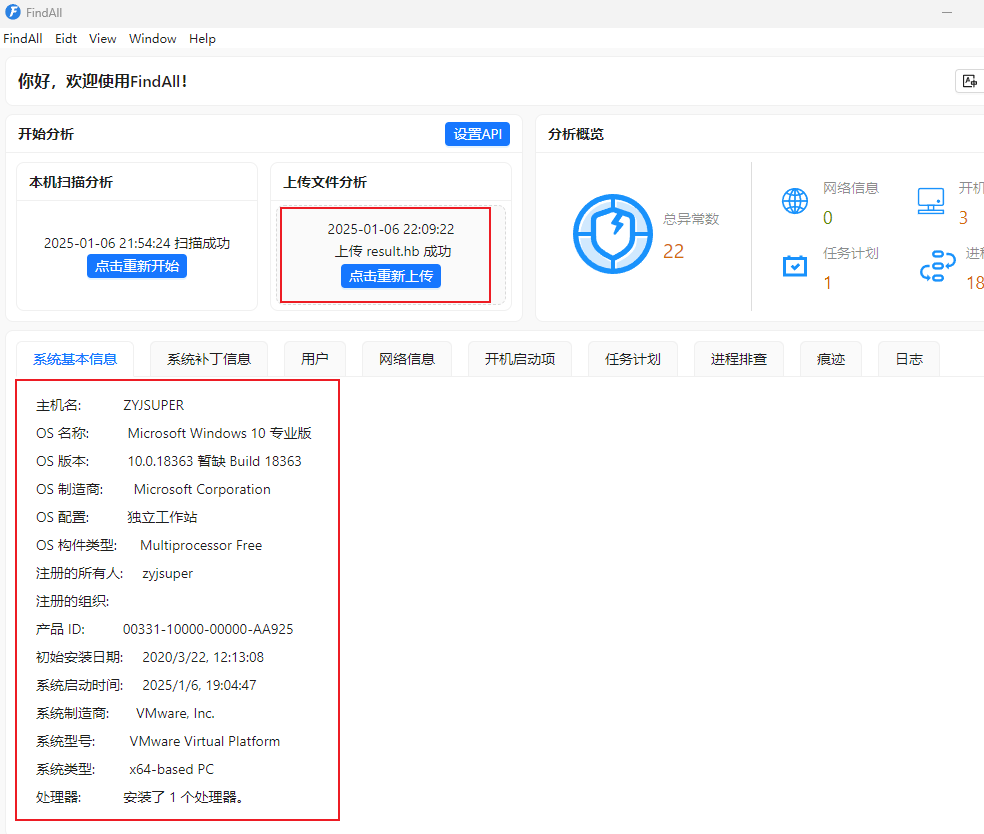 FindAll
FindAll Eidt View Window Help
你好，欢迎使用FindAll！
开始分析
设置API
本机扫描分析
2025-01-06 21:54:24 扫描成功
点击重新开始
上传文件分析
2025-01-06 22:09:22
上传 result.hb 成功
点击重新上传
分析概览
总异常数
22
网络信息
0
开机
3
任务计划
1
进程
18
系统基本信息 系统补丁信息 用户 网络信息 开机启动项 任务计划 进程排查 痕迹 日志
主机名: ZYJSUPER
OS 名称: Microsoft Windows 10 专业版
OS 版本: 10.0.18363 暂缺 Build 18363
OS 制造商: Microsoft Corporation
OS 配置: 独立工作站
OS 构件类型: Multiprocessor Free
注册的所有人: zyjsuper
注册的组织:
产品 ID: 00331-10000-00000-AA925
初始安装日期: 2020/3/22, 12:13:08
系统启动时间: 2025/1/6, 19:04:47
系统制造商: VMware, Inc.
系统型号: VMware Virtual Platform
系统类型: x64-based PC
处理器: 安装了 1 个处理器。